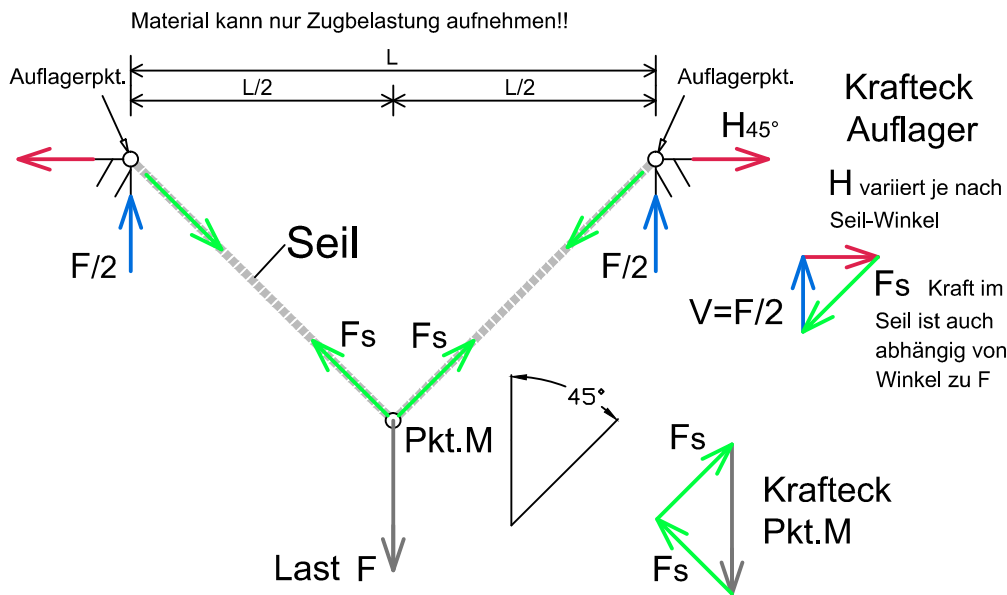 Material kann nur Zugbelastung aufnehmen!!
L
Auflagerpkt.
L/2
L/2
Auflagerpkt.
H45°
Krafteck
Auflager
H variiert je nach
Seil-Winkel
F/2
Seil
F/2
V=F/2
Fs Kraft im
Seil ist auch
abhängig von
Winkel zu F
Fs
Fs
45°
Pkt.M
Fs
Krafteck
Pkt.M
Fs
Last F